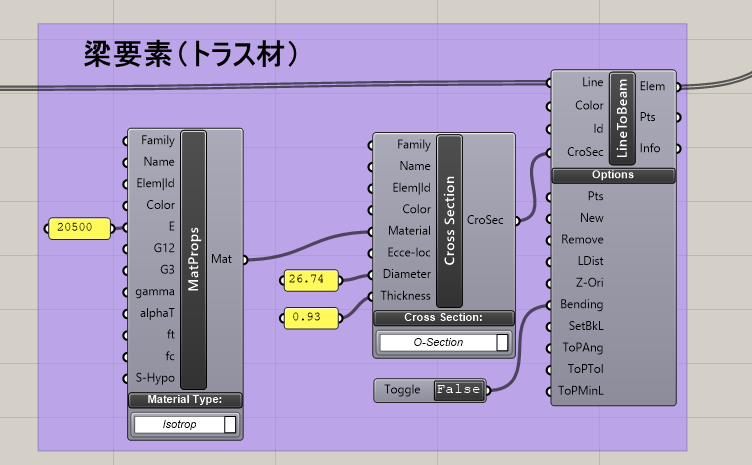 梁要素(トラス材)
Family
Name
Elem|Id
Color
E
G12
G3
gamma
alphaT
ft
fc
S-Hypo
MatProps
Mat
Material Type:
Isotrop
20500
Family
Name
Elem|Id
Color
Material
Ecce-loc
Diameter
Thickness
Cross Section
CroSec
Cross Section:
O-Section
26.74
0.93
Toggle False
Line
Color
Id
CroSec
LineToBeam
Elem
Pts
Info
Options
Pts
New
Remove
LDist
Z-Ori
Bending
SetBkL
ToPAng
ToPTol
ToPMinL